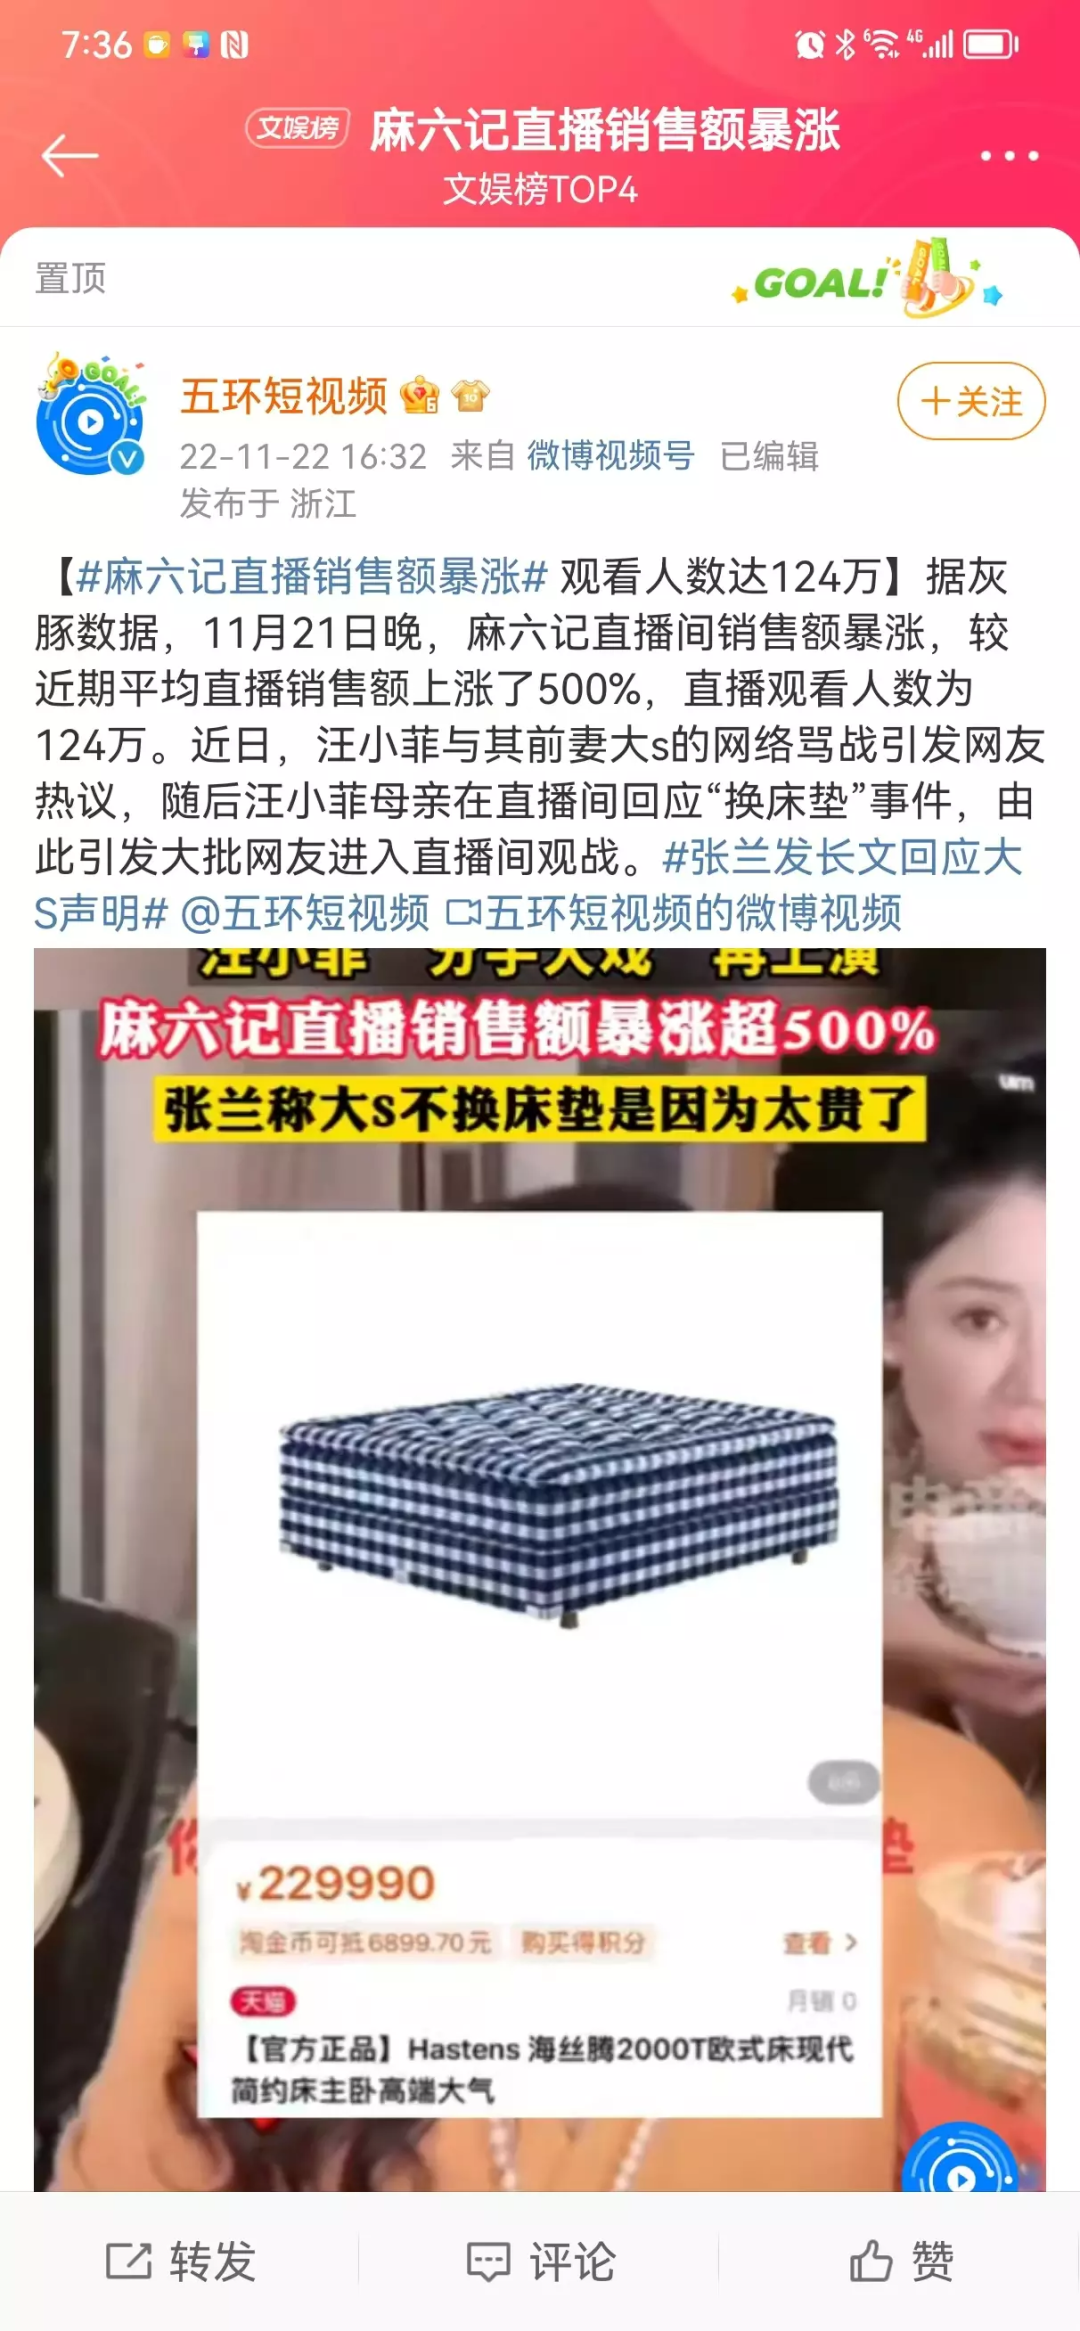 7:36
6
4G
文娱榜 麻六记直播销售额暴涨
文娱榜TOP4
置顶
GOAL!
五环短视频
+关注
22-11-22 16:32 来自 微博视频号 已编辑
发布于 浙江
【#麻六记直播销售额暴涨# 观看人数达124万】据灰
豚数据，11月21日晚，麻六记直播间销售额暴涨，较
近期平均直播销售额上涨了500%，直播观看人数为
124万。近日，汪小菲与其前妻大s的网络骂战引发网友
热议，随后汪小菲母亲在直播间回应“换床垫”事件，由
此引发大批网友进入直播间观战。#张兰发长文回应大
S声明# @五环短视频 五环短视频的微博视频
汪小菲 分手大戏 再上演
麻六记直播销售额暴涨超500%
张兰称大S不换床垫是因为太贵了
um
你
垫
¥229990
淘金币可抵6899.70元 购买得积分 查看 >
天猫 月销 0
【官方正品】Hastens 海丝腾2000T欧式床现代
简约床主卧高端大气
转发 评论 赞